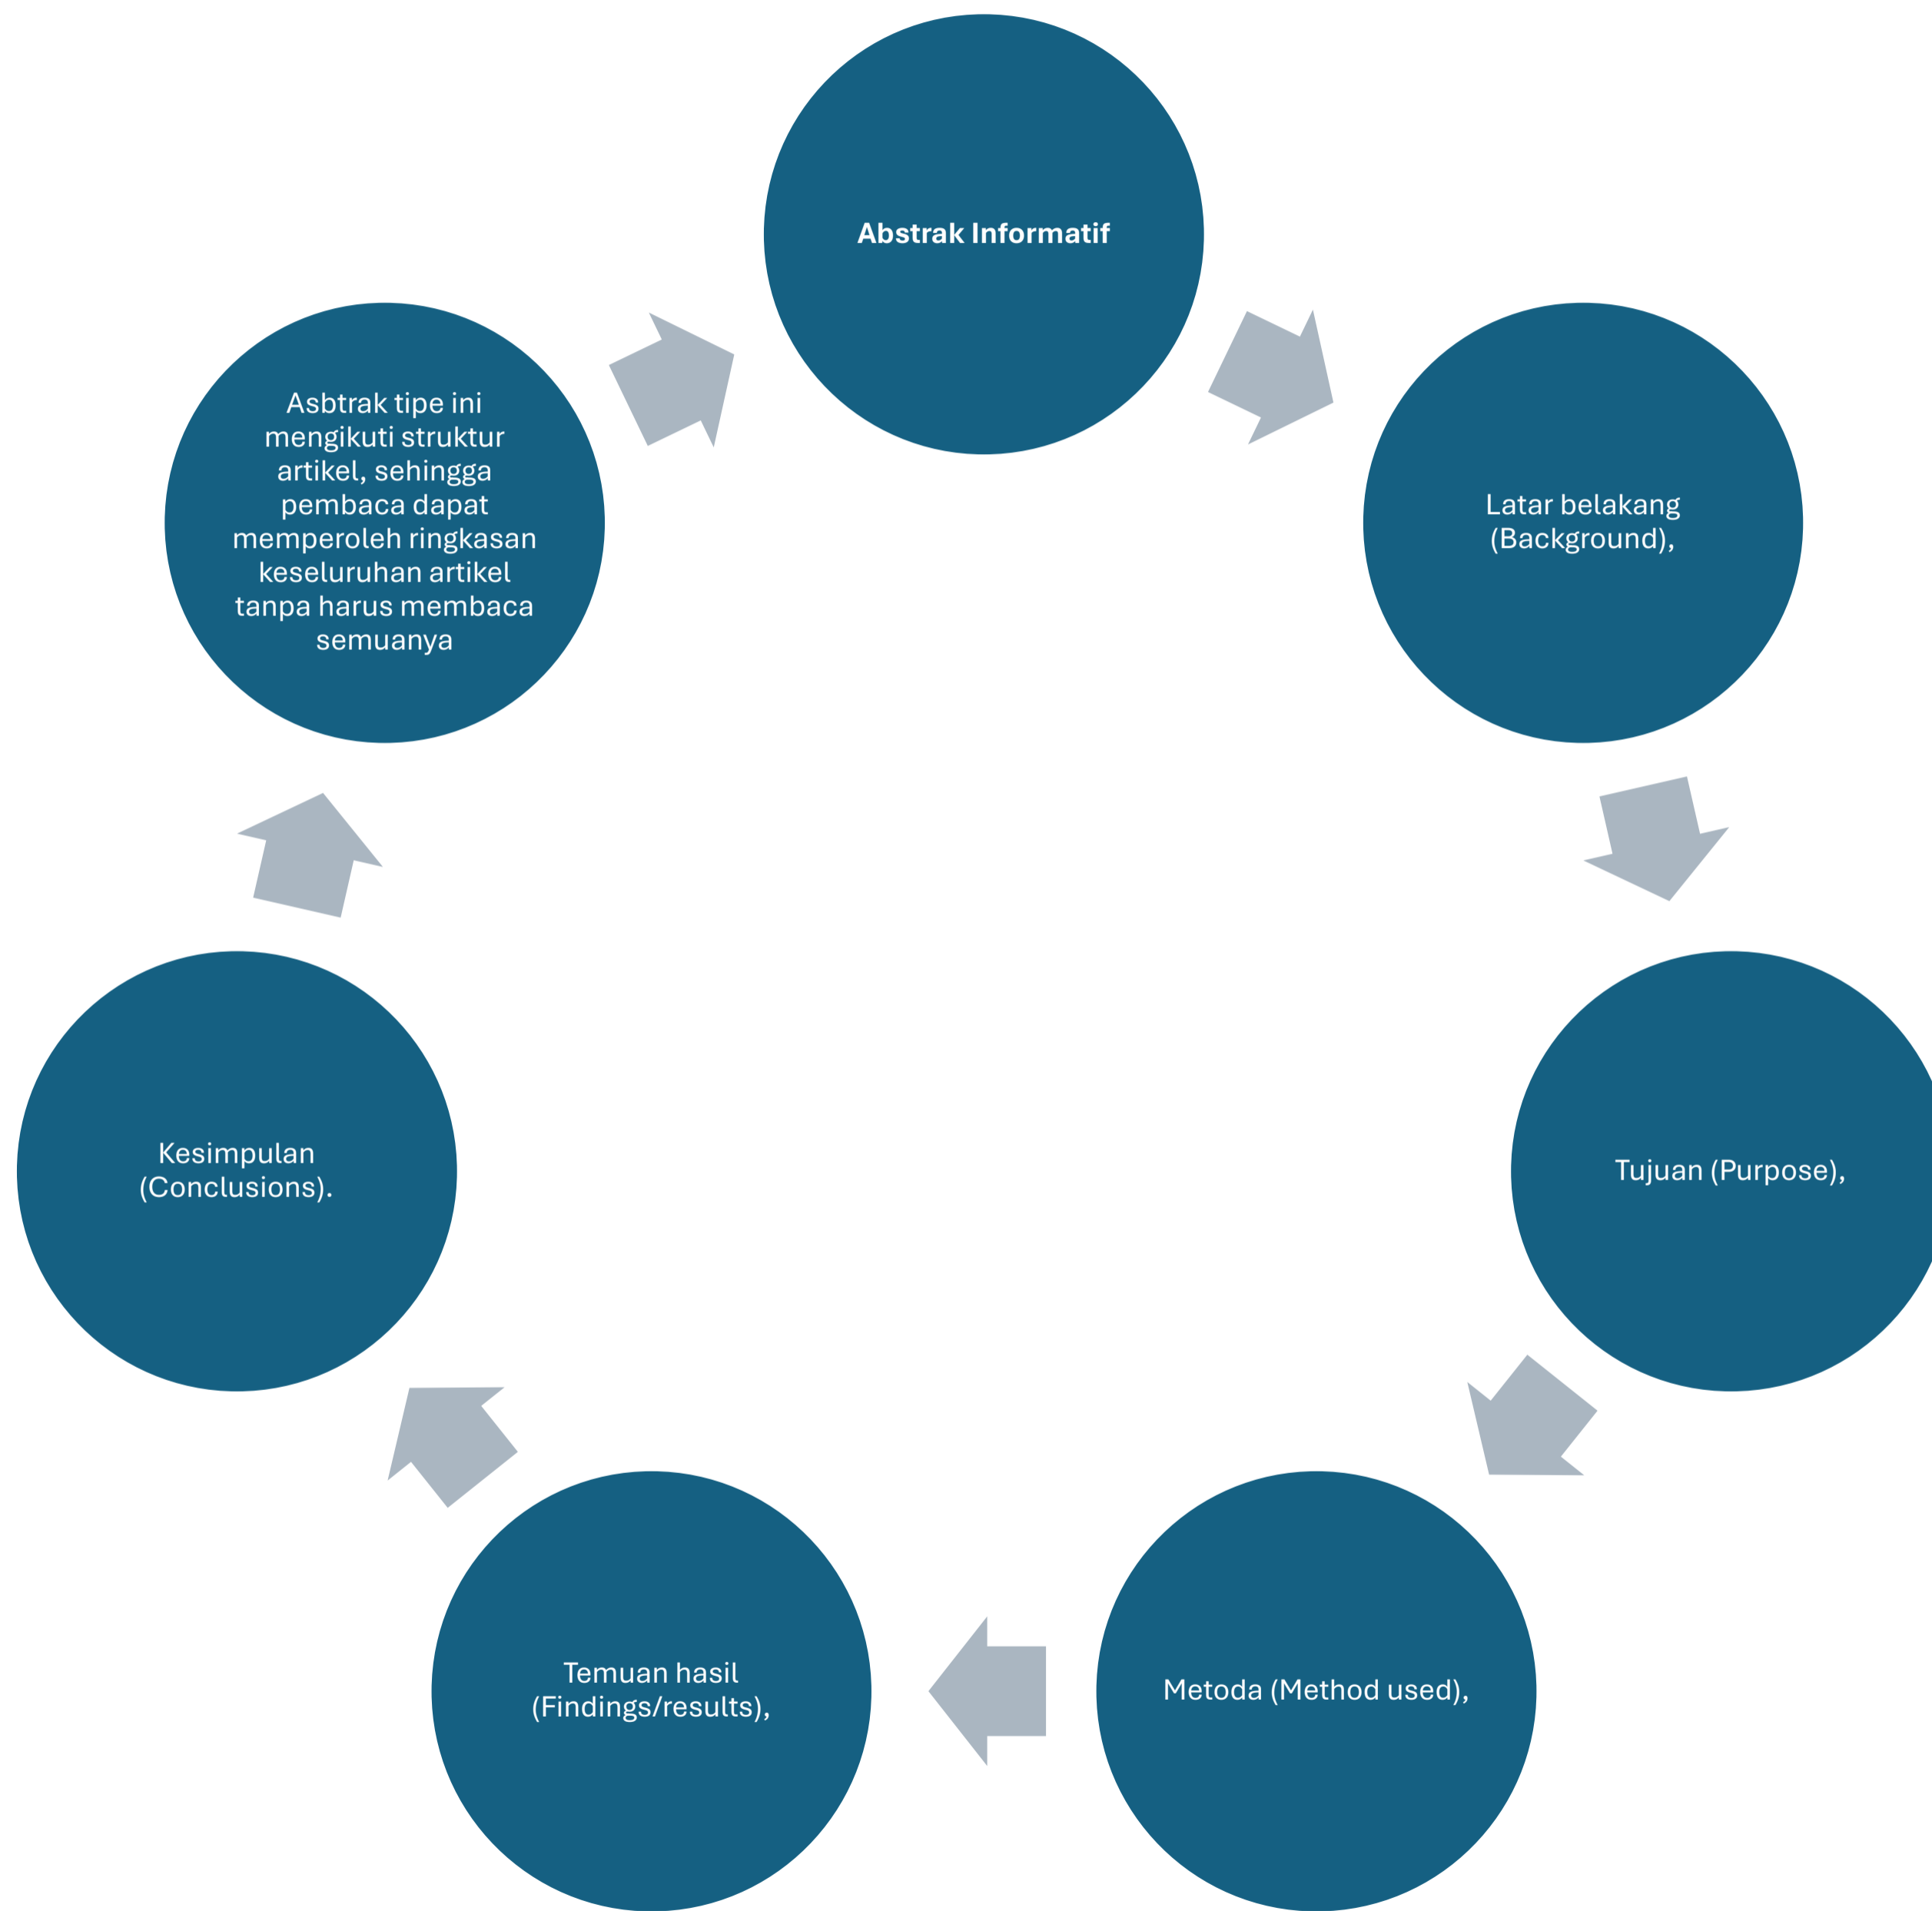 Abstrak Informatif
Latar belakang
(Background),
Tujuan (Purpose),
Metoda (Method used),
Temuan hasil
(Findings/results),
Kesimpulan
(Conclusions).
Asbtrak tipe ini
mengikuti struktur
artikel, sehingga
pembaca dapat
memperoleh ringkasan
keseluruhan artikel
tanpa harus membaca
semuanya